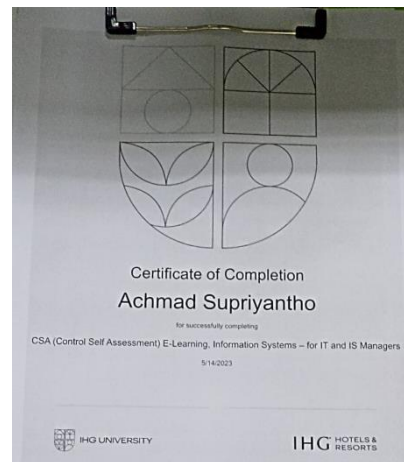 Certificate of Completion
Achmad Supriyantho
for successfully completing
CSA (Control Self Assessment) E-Learning, Information Systems – for IT and IS Managers
5/14/2023
IHG UNIVERSITY
IHG HOTELS &
RESORTS